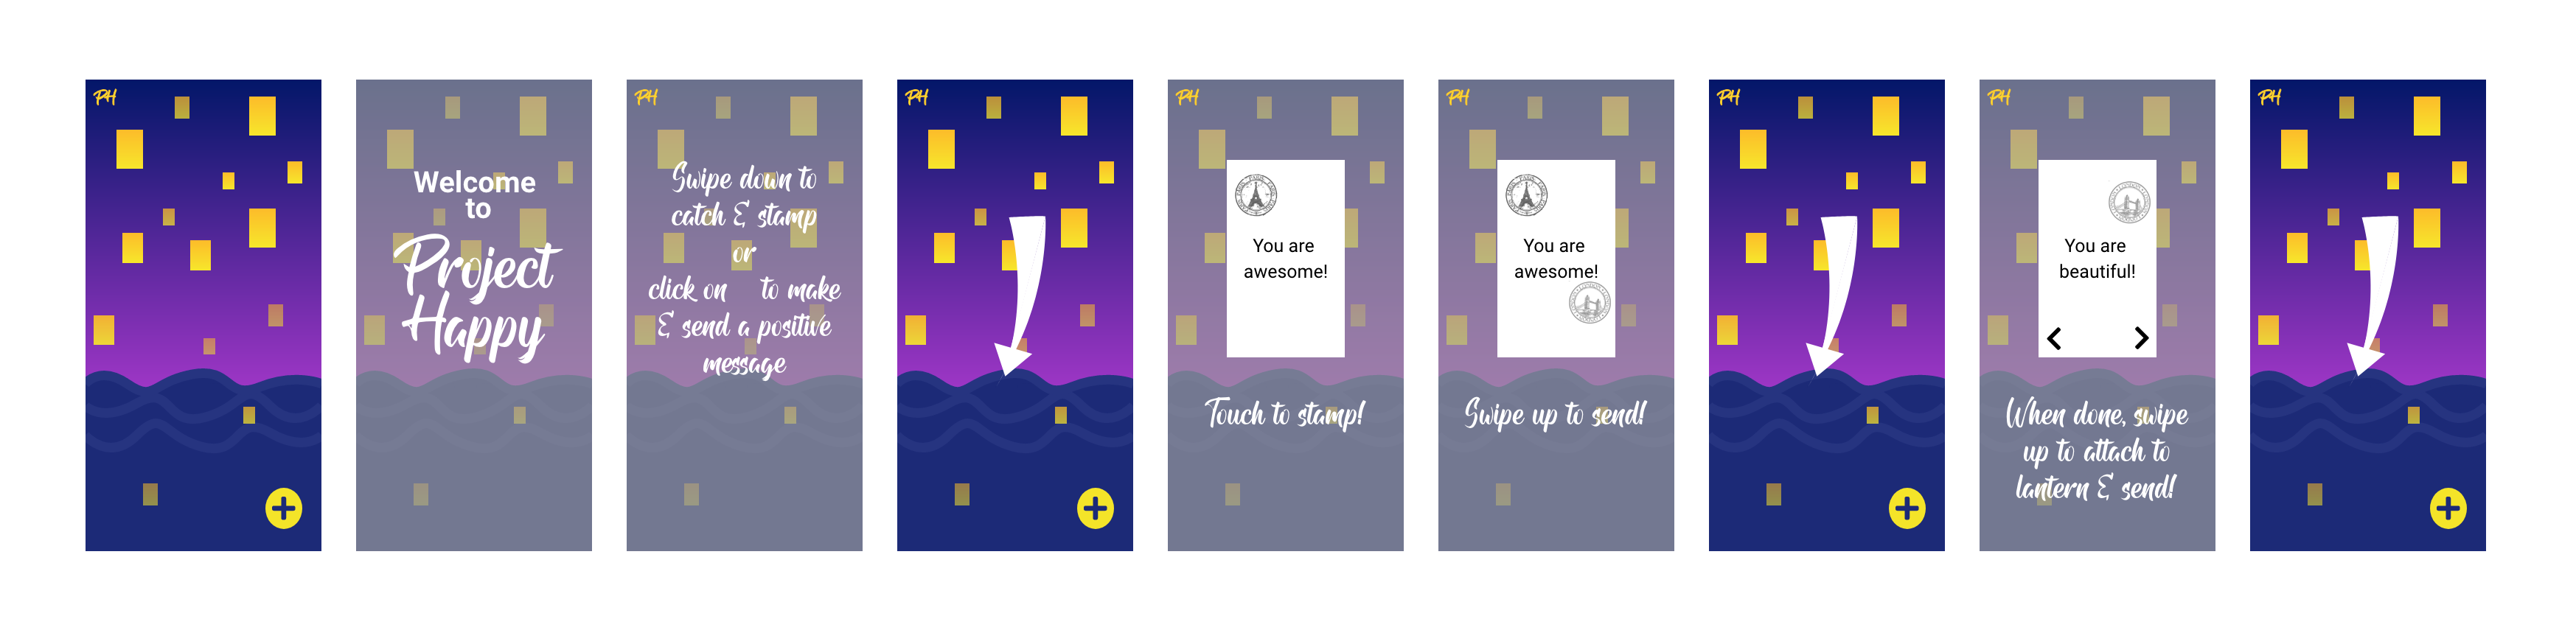 PH
Welcome
to
Project
Happy
PH
Swipe down to
catch & stamp
or
click on to make
& send a positive
message
PH
PH
You are
awesome!
Touch to stamp!
PH
You are
awesome!
Swipe up to send!
PH
PH
You are
beautiful!
When done, swipe
up to attach to
lantern & send!
PH